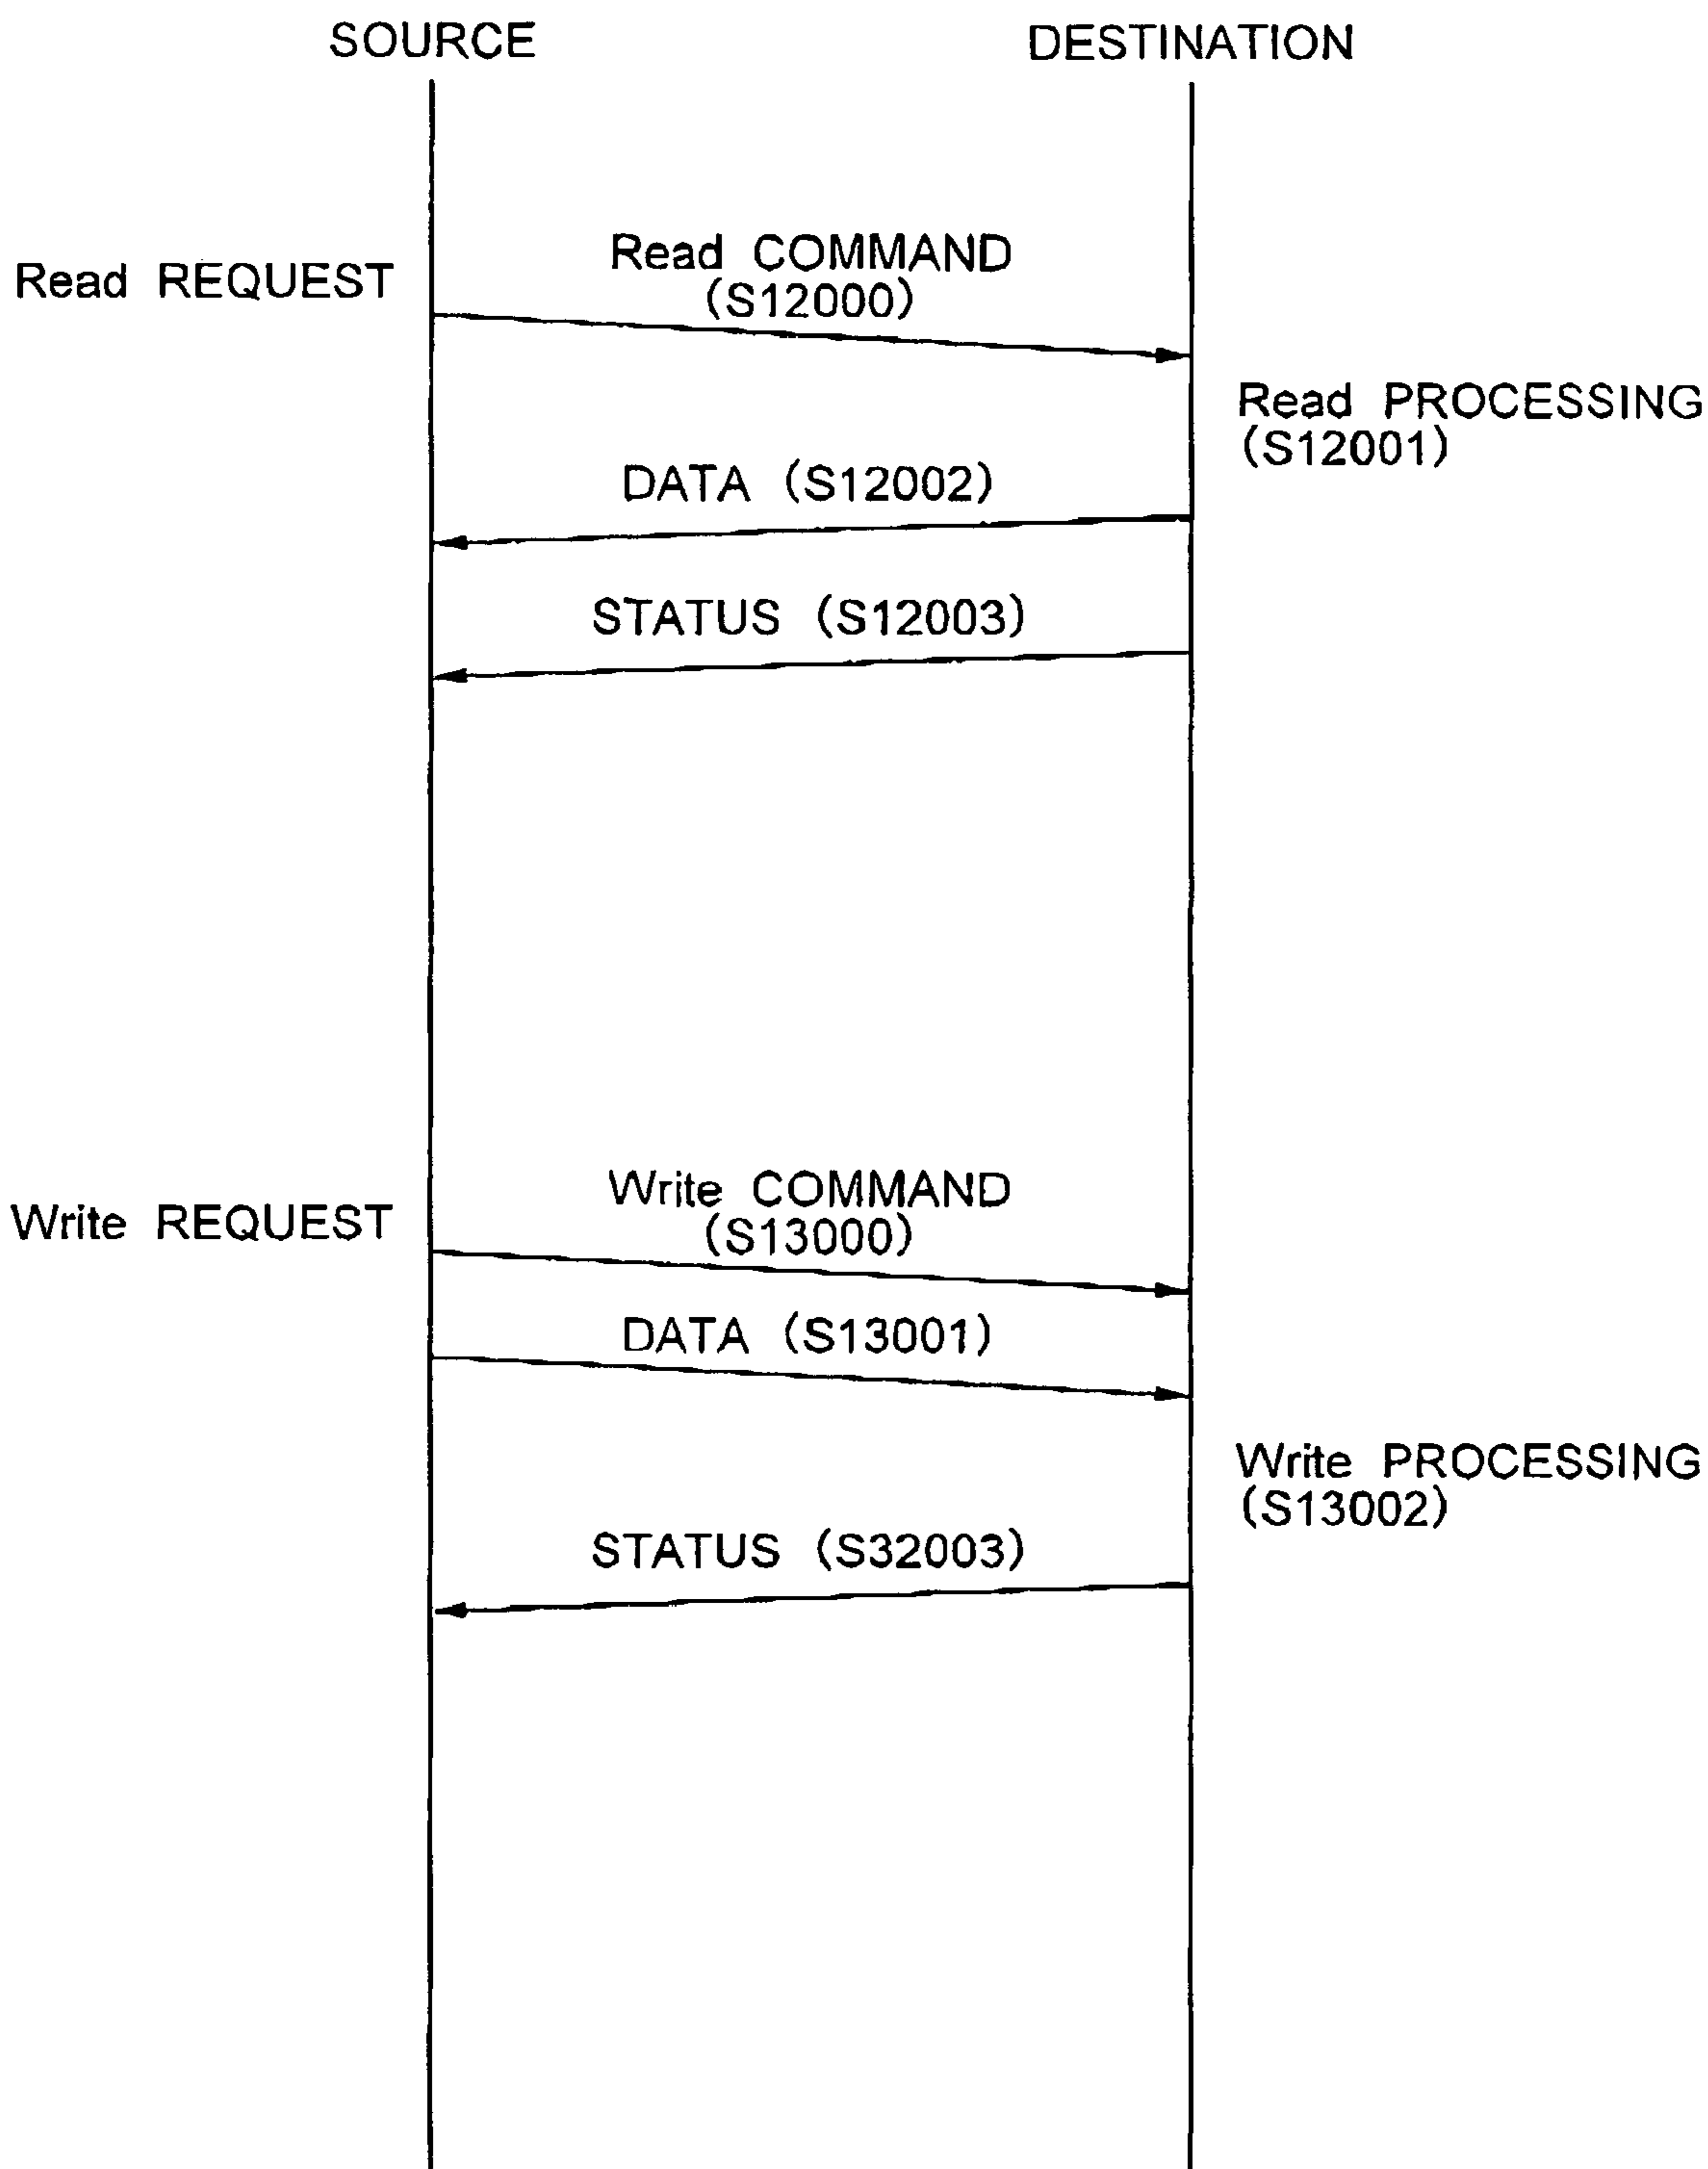 SOURCE
DESTINATION
Read REQUEST
Read COMMAND
(S12000)
Read PROCESSING
(S12001)
DATA (S12002)
STATUS (S12003)
Write REQUEST
Write COMMAND
(S13000)
DATA (S13001)
Write PROCESSING
(S13002)
STATUS (S32003)